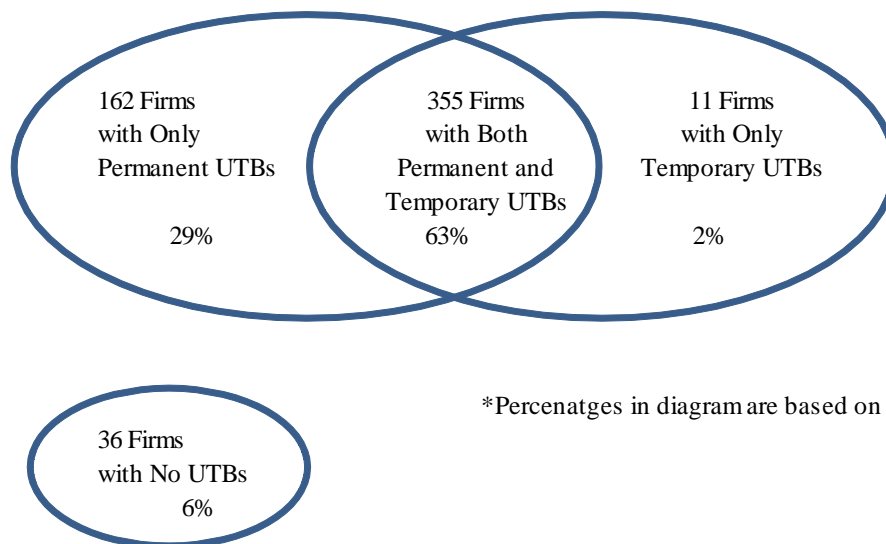 162 Firms
with Only
Permanent UTBs
29%
355 Firms
with Both
Permanent and
Temporary UTBs
63%
11 Firms
with Only
Temporary UTBs
2%
*Percenatges in diagram are based on
36 Firms
with No UTBs
6%